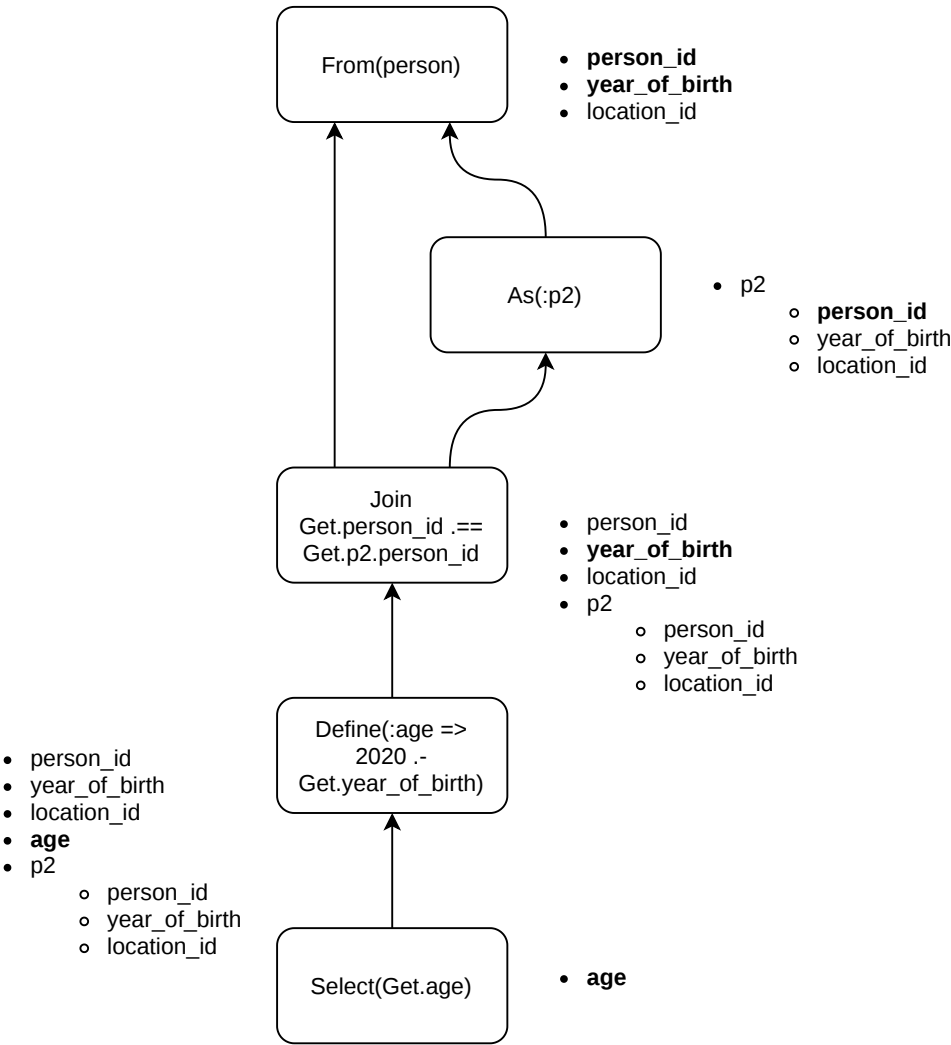 From(person)
person_id
year_of_birth
location_id
As(:p2)
p2
person_id
year_of_birth
location_id
Join
Get.person_id .==
Get.p2.person_id
person_id
year_of_birth
location_id
p2
person_id
year_of_birth
location_id
Define(:age =>
2020 .-
Get.year_of_birth)
person_id
year_of_birth
location_id
age
p2
person_id
year_of_birth
location_id
Select(Get.age)
age